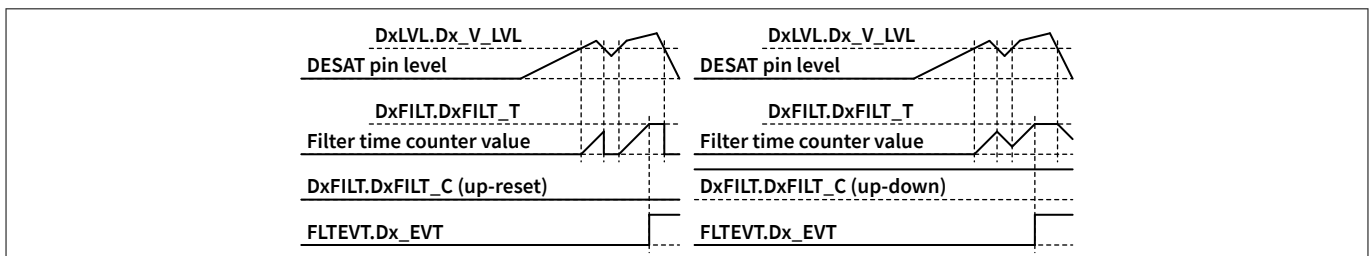 DxLVL.Dx_V_LVL
DESAT pin level
DxFILT.DxFILT_T
Filter time counter value
DxFILT.DxFILT_C (up-reset)
FLTEVT.Dx_EVT
DxLVL.Dx_V_LVL
DESAT pin level
DxFILT.DxFILT_T
Filter time counter value
DxFILT.DxFILT_C (up-down)
FLTEVT.Dx_EVT